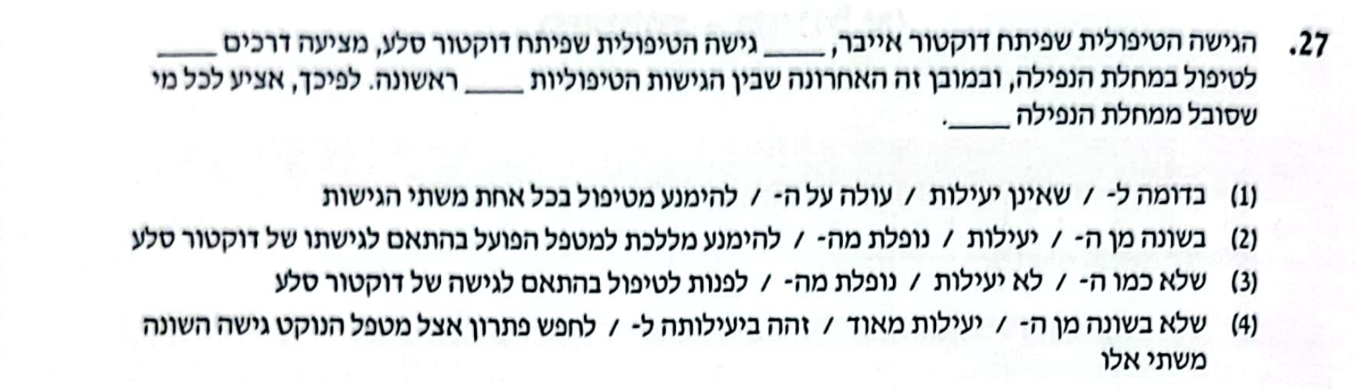 27. הגישה הטיפולית שפיתח דוקטור אייבר, ____ גישה הטיפולית שפיתח דוקטור סלע, מציעה דרכים ____
לטיפול במחלת הנפילה, ובמובן זה האחרונה שבין הגישות הטיפוליות ____ ראשונה. לפיכך, אציע לכל מי
שסובל ממחלת הנפילה ____.
(1) בדומה ל- / שאינן יעילות / עולה על ה- / להימנע מטיפול בכל אחת משתי הגישות
(2) בשונה מן ה- / יעילות / נופלת מה- / להימנע מללכת למטפל הפועל בהתאם לגישתו של דוקטור סלע
(3) שלא כמו ה- / לא יעילות / נופלת מה- / לפנות לטיפול בהתאם לגישה של דוקטור סלע
(4) שלא בשונה מן ה- / יעילות מאוד / זהה ביעילותה ל- / לחפש פתרון אצל מטפל הנוקט גישה השונה
משתי אלו